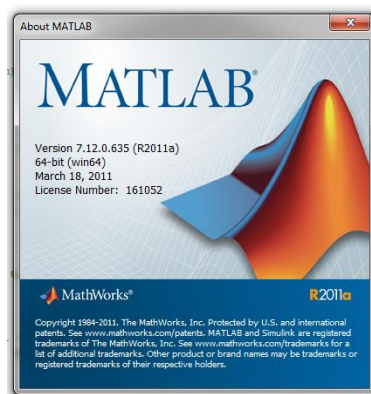 About MATLAB
x
MATLAB®
Version 7.12.0.635 (R2011a)
64-bit (win64)
March 18, 2011
License Number: 161052
MathWorks®
R2011a
Copyright 1984-2011. The MathWorks, Inc. Protected by U.S. and international
patents. See www.mathworks.com/patents. MATLAB and Simulink are registered
trademarks of The MathWorks, Inc. See www.mathworks.com/trademarks for a
list of additional trademarks. Other product or brand names may be trademarks or
registered trademarks of their respective holders.